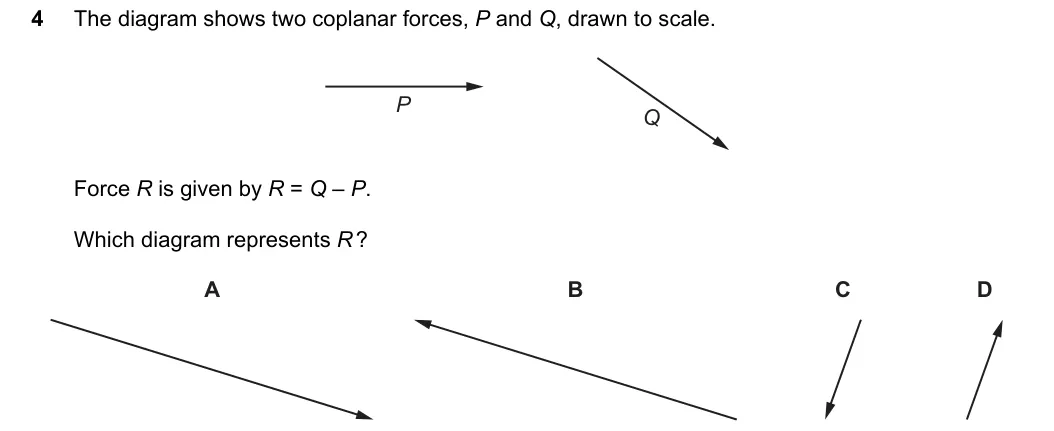 4 The diagram shows two coplanar forces, P and Q, drawn to scale.
P
Q
Force R is given by R = Q – P.
Which diagram represents R?
A B C D